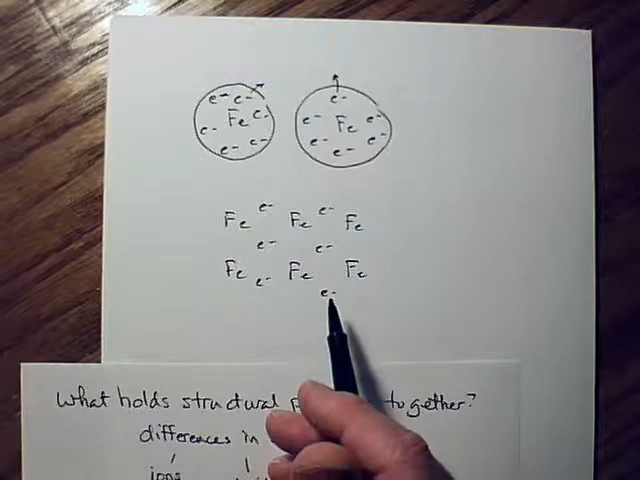 e- e- e-
e- Fe e- e- Fe e-
e- e- e- e- e-
e- e-
Fe Fe Fe
e- e-
Fe Fe Fe
e-
e-
What holds structural together?
differences in
ions